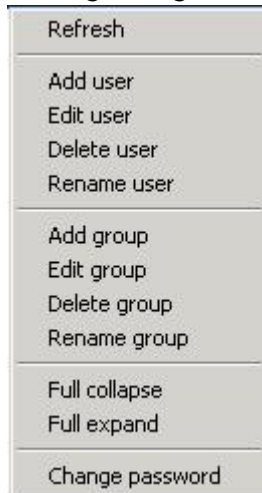 Refresh
Add user
Edit user
Delete user
Rename user
Add group
Edit group
Delete group
Rename group
Full collapse
Full expand
Change password